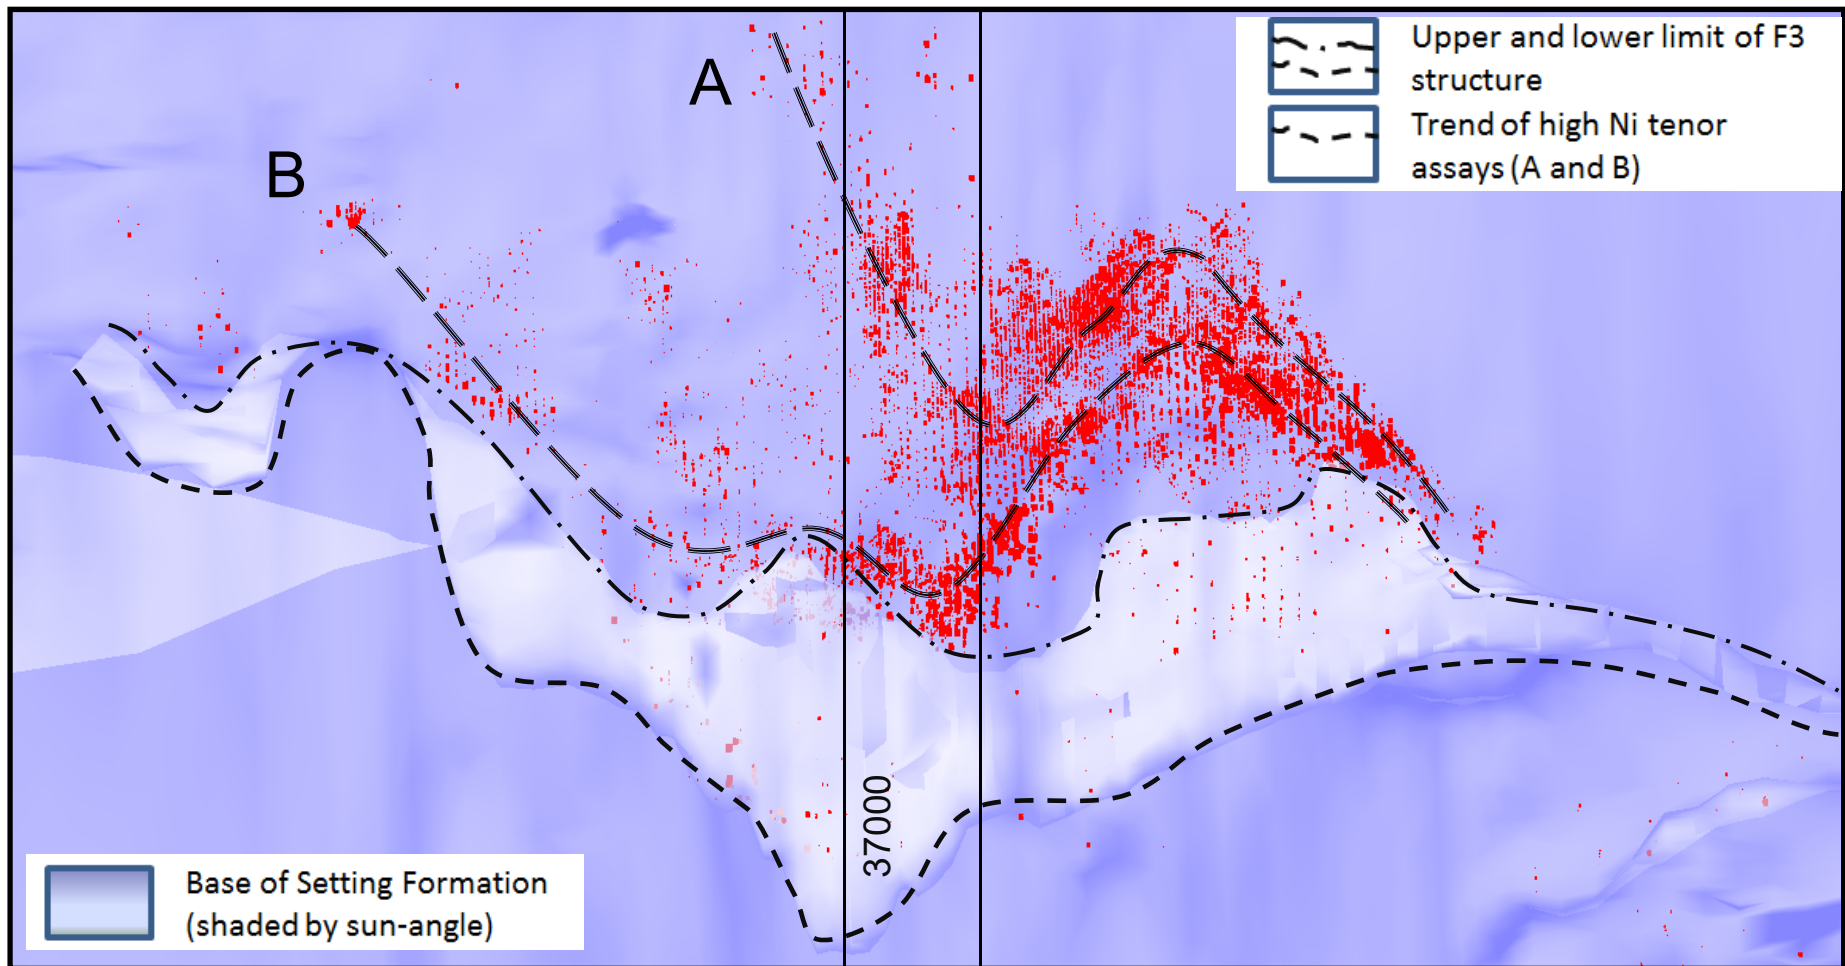 A
B
Upper and lower limit of F3
structure
Trend of high Ni tenor
assays (A and B)
37000
Base of Setting Formation
(shaded by sun-angle)